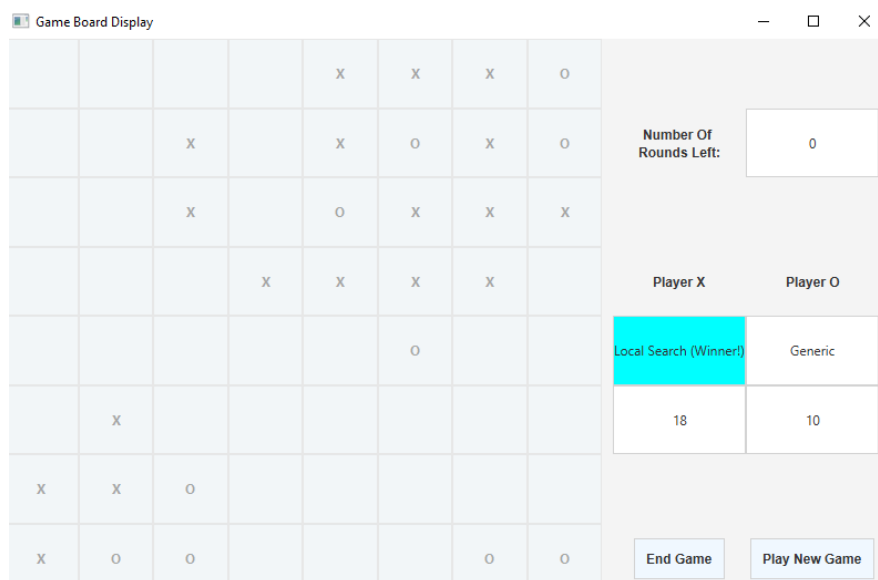 Game Board Display
X X X O
X X O X O
Number Of
Rounds Left:
0
X O X X X
X X X X
Player X
Player O
O
Local Search (Winner!)
Generic
X
18
10
X X O
X O O O O
End Game
Play New Game